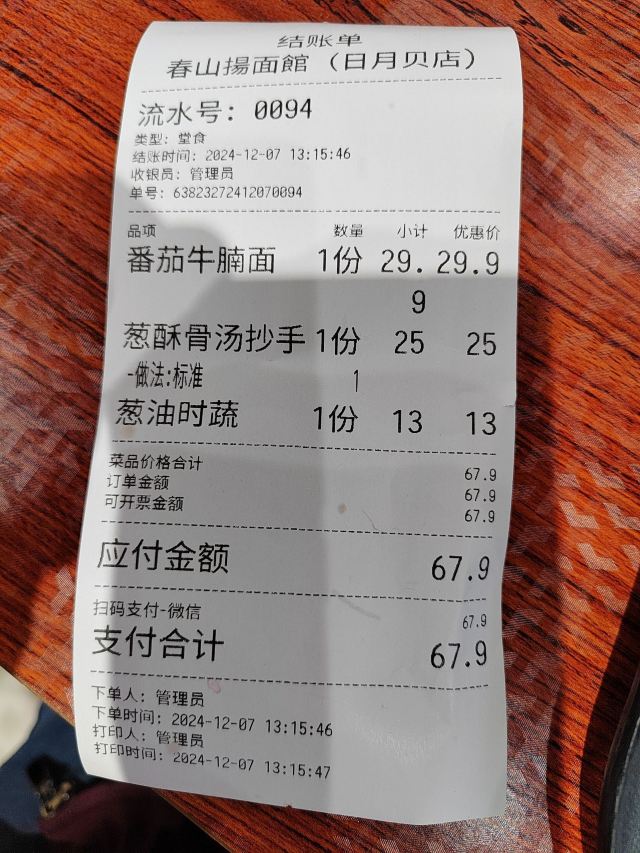 结账单
春山揚面館（日月贝店）
流水号：0094
类型：堂食
结账时间：2024-12-07 13:15:46
收银员：管理员
单号：63823272412070094
品项 数量 小计 优惠价
番茄牛腩面 1份 29. 29.9
9
葱酥骨汤抄手 1份 25 25
-做法:标准 1
葱油时蔬 1份 13 13
菜品价格合计 67.9
订单金额 67.9
可开票金额 67.9
应付金额 67.9
扫码支付-微信 67.9
支付合计 67.9
下单人：管理员
下单时间：2024-12-07 13:15:46
打印人：管理员
打印时间：2024-12-07 13:15:47